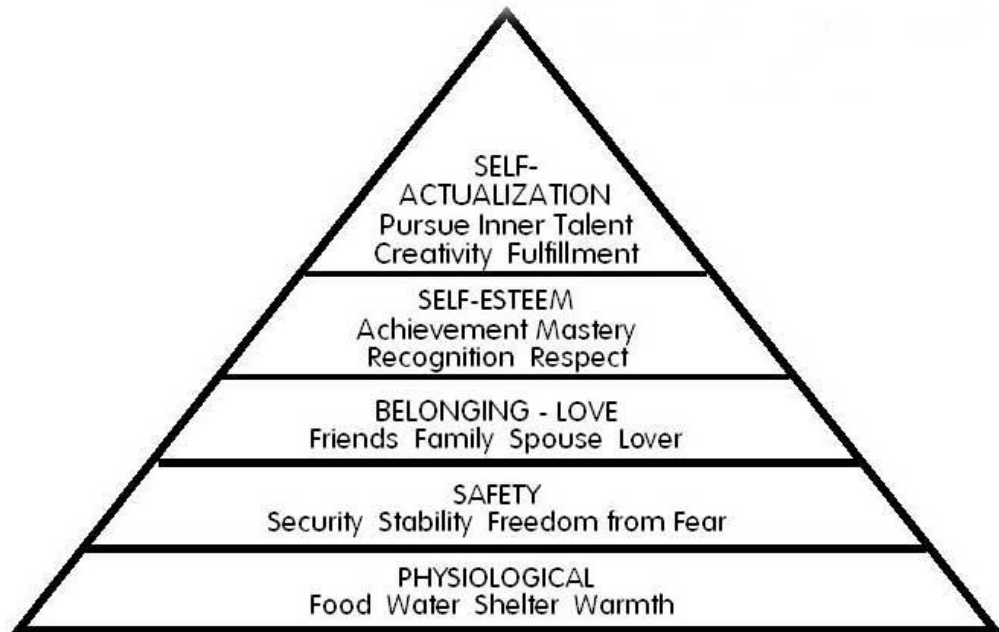 SELF-
ACTUALIZATION
Pursue Inner Talent
Creativity Fulfillment
SELF-ESTEEM
Achievement Mastery
Recognition Respect
BELONGING - LOVE
Friends Family Spouse Lover
SAFETY
Security Stability Freedom from Fear
PHYSIOLOGICAL
Food Water Shelter Warmth